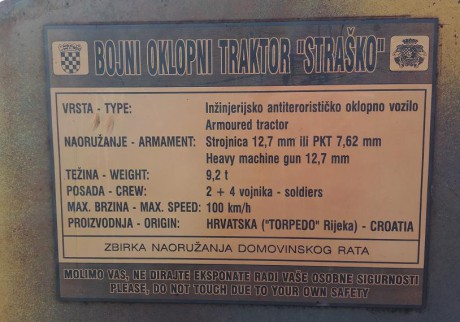 BOJNI OKLOPNI TRAKTOR "STRAŠKO"
VRSTA - TYPE: Inžinjerijsko antiterorističko oklopno vozilo
Armoured tractor
NAORUŽANJE - ARMAMENT: Strojnica 12,7 mm ili PKT 7,62 mm
Heavy machine gun 12,7 mm
TEŽINA - WEIGHT: 9,2 t
POSADA - CREW: 2 + 4 vojnika - soldiers
MAX. BRZINA - MAX. SPEED: 100 km/h
PROIZVODNJA - ORIGIN: HRVATSKA ("TORPEDO" Rijeka) - CROATIA
ZBIRKA NAORUŽANJA DOMOVINSKOG RATA
MOLIMO VAS, NE DIRAJTE EKSPONATE RADI VAŠE OSOBNE SIGURNOSTI
PLEASE, DO NOT TOUCH DUE TO YOUR OWN SAFETY